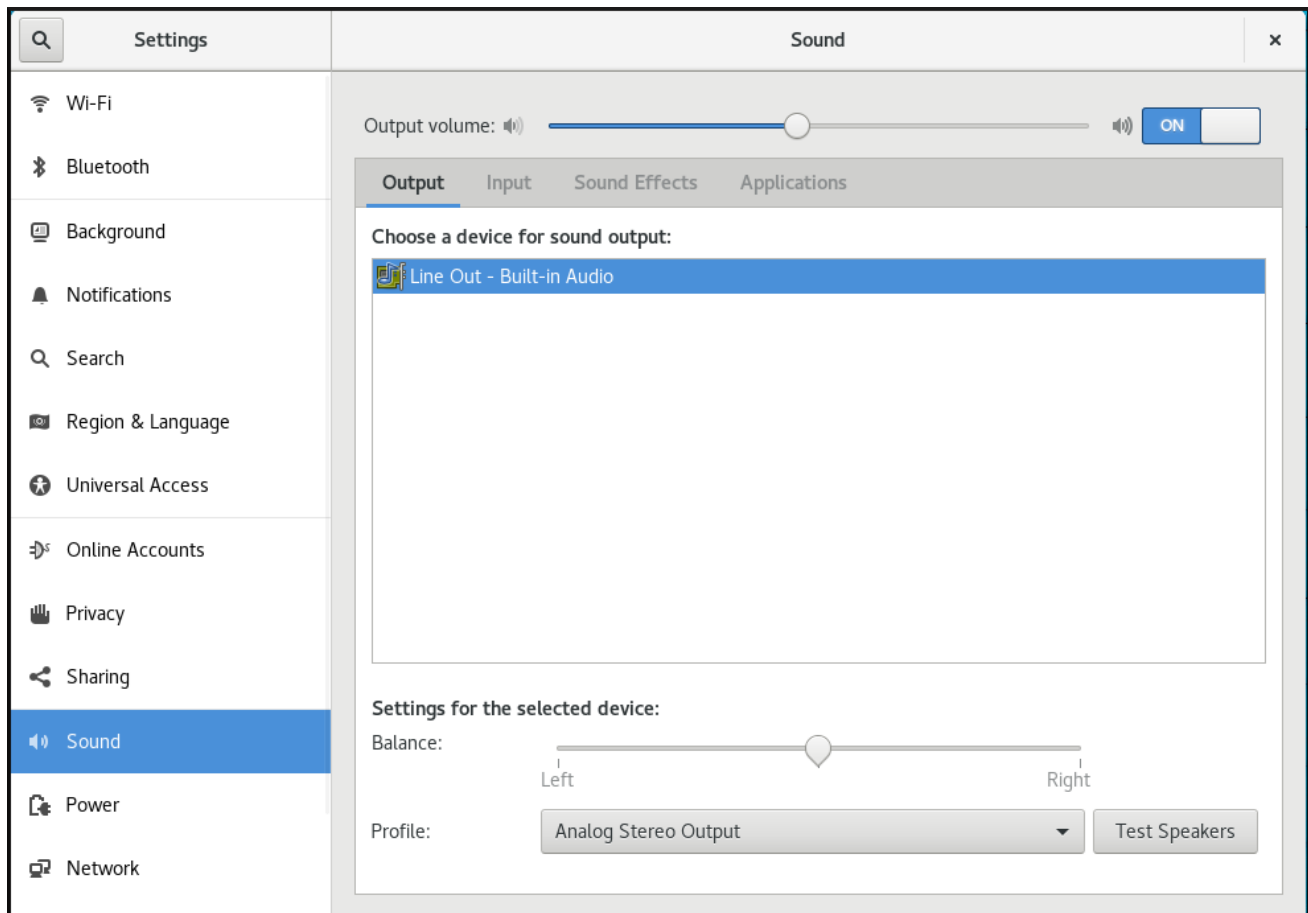 Settings
Sound
Wi-Fi
Bluetooth
Background
Notifications
Search
Region & Language
Universal Access
Online Accounts
Privacy
Sharing
Sound
Power
Network
Output volume:
ON
Output Input Sound Effects Applications
Choose a device for sound output:
Line Out - Built-in Audio
Settings for the selected device:
Balance:
Left Right
Profile: Analog Stereo Output Test Speakers